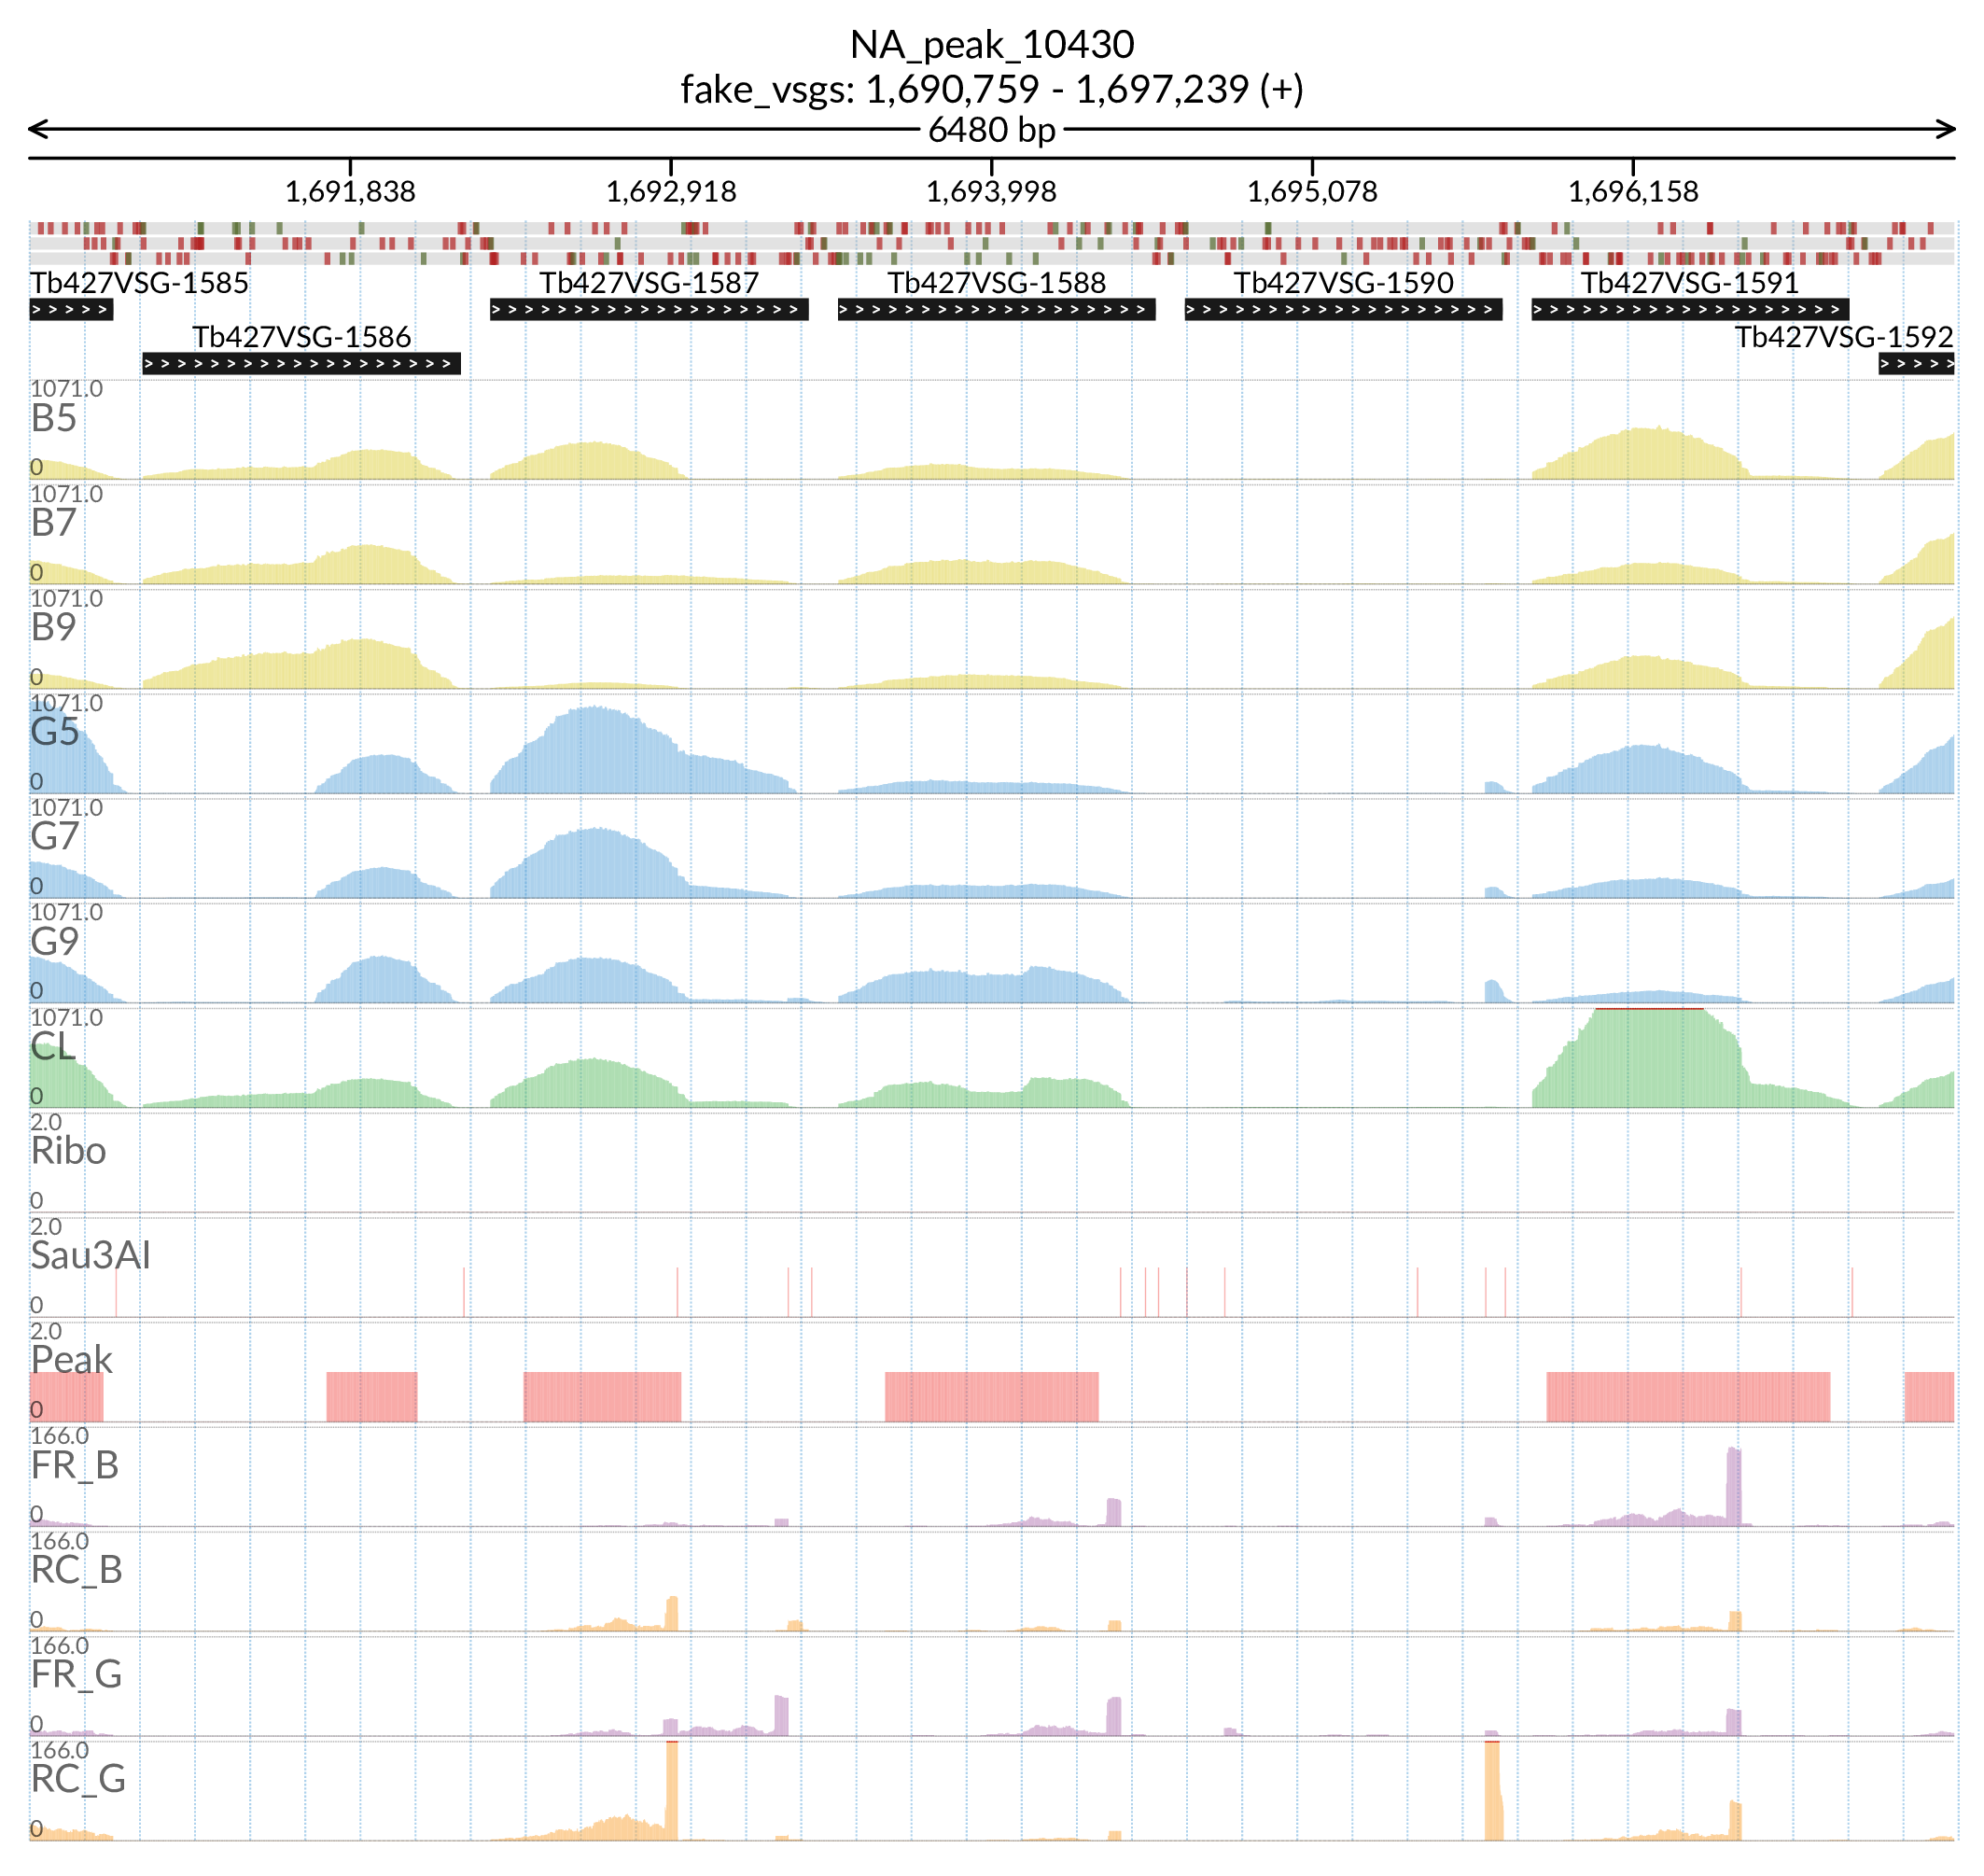 NA_peak_10430
fake_vsgs: 1,690,759 - 1,697,239 (+)
6480 bp
1,691,838 1,692,918 1,693,998 1,695,078 1,696,158
Tb427VSG-1585 Tb427VSG-1587 Tb427VSG-1588 Tb427VSG-1590 Tb427VSG-1591
Tb427VSG-1586 Tb427VSG-1592
1071.0
B5
0
1071.0
B7
0
1071.0
B9
0
1071.0
G5
0
1071.0
G7
0
1071.0
G9
0
1071.0
CL
0
2.0
Ribo
0
2.0
Sau3AI
0
2.0
Peak
0
166.0
FR_B
0
166.0
RC_B
0
166.0
FR_G
0
166.0
RC_G
0